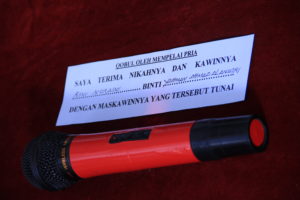 QOBUL OLEH MEMPELAI PRIA
SAYA TERIMA NIKAHNYA DAN KAWINNYA
BINTI
DENGAN MASKAWINNYA YANG TERSEBUT TUNAI